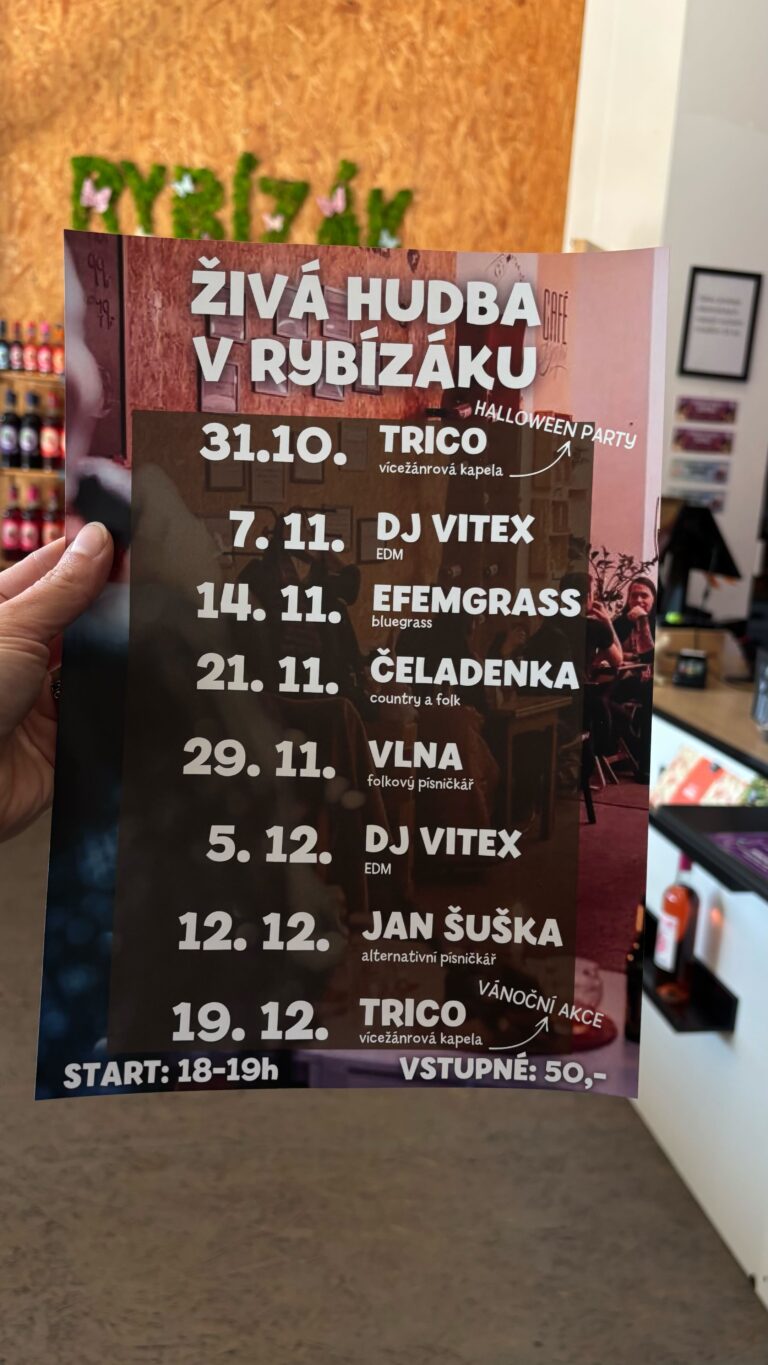 RYBÍZÁK
ŽIVÁ HUDBA
V RYBÍZÁKU
CAFÉ
HALLOWEEN PARTY
31.10. TRICO
vícežánrová kapela
7. 11. DJ VITEX
EDM
14. 11. EFEMGRASS
bluegrass
21. 11. ČELADENKA
country a folk
29. 11. VLNA
folkový písničkář
5. 12. DJ VITEX
EDM
12. 12. JAN ŠUŠKA
alternativní písničkář
VÁNOČNÍ AKCE
19. 12. TRICO
vícežánrová kapela
START: 18-19h VSTUPNÉ: 50,-